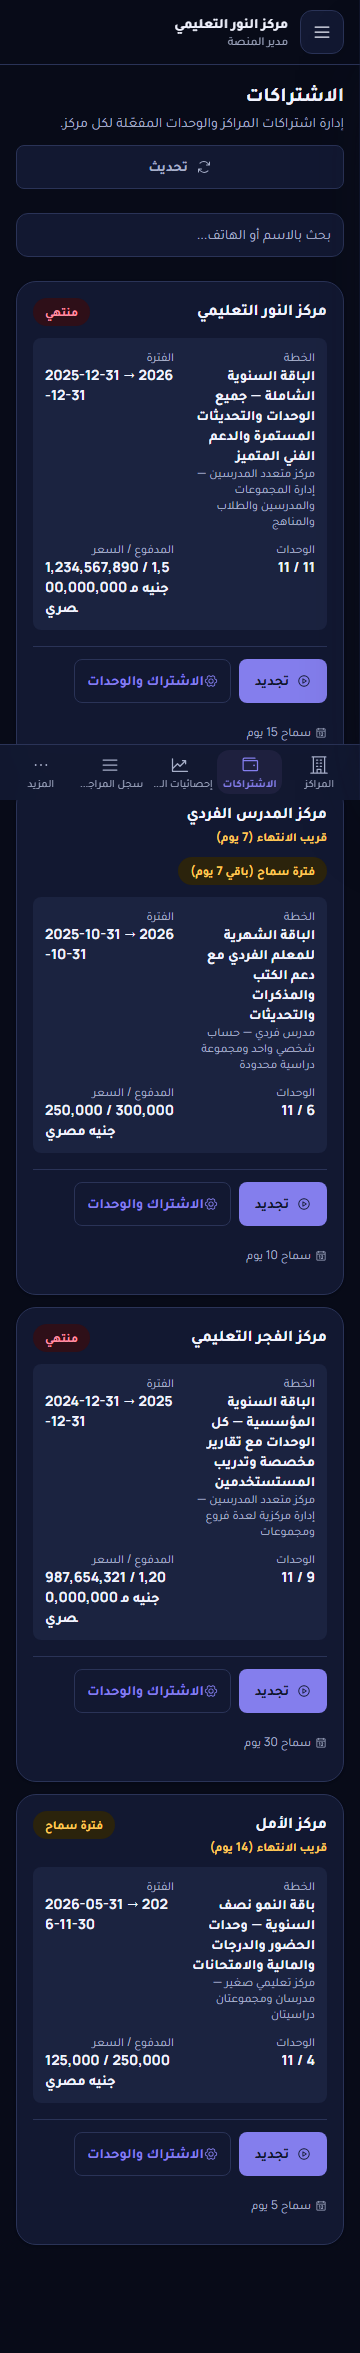 مركز النور التعليمي
مدير المنصة
الاشتراكات
إدارة اشتراكات المراكز والوحدات المفعّلة لكل مركز.
تحديث
بحث بالاسم أو الهاتف...
مركز النور التعليمي
منتهي
الخطة
الباقة السنوية
الشاملة — جميع
الوحدات والتحديثات
المستمرة والدعم
الفني المتميز
مركز متعدد المدرسين —
إدارة المجموعات
والمدرسين والطلاب
والمناهج
الفترة
2025-12-31 → 2026
-12-31
الوحدات
11 / 11
المدفوع / السعر
1,234,567,890 / 1,5
00,000,000 جنيه م
صري
تجديد
الاشتراك والوحدات
سماح 15 يوم
المراكز
الاشتراكات
إحصائيات الـ...
سجل المراج...
المزيد
مركز المدرس الفردي
قريب الانتهاء (7 يوم)
فترة سماح (باقي 7 يوم)
الخطة
الباقة الشهرية
للمعلم الفردي مع
دعم الكتب
والمذكرات
والتحديثات
مدرس فردي — حساب
شخصي واحد ومجموعة
دراسية محدودة
الفترة
2025-10-31 → 2026
-10-31
الوحدات
11 / 6
المدفوع / السعر
250,000 / 300,000
جنيه مصري
تجديد
الاشتراك والوحدات
سماح 10 يوم
مركز الفجر التعليمي
منتهي
الخطة
الباقة السنوية
المؤسسية — كل
الوحدات مع تقارير
مخصصة وتدريب
المستستخدمين
مركز متعدد المدرسين —
إدارة مركزية لعدة فروع
ومجموعات
الفترة
2024-12-31 → 2025
-12-31
الوحدات
11 / 9
المدفوع / السعر
987,654,321 / 1,20
0,000,000 جنيه م
صري
تجديد
الاشتراك والوحدات
سماح 30 يوم
مركز الأمل
فترة سماح
قريب الانتهاء (14 يوم)
الخطة
باقة النمو نصف
السنوية — وحدات
الحضور والدرجات
والمالية والامتحانات
مركز تعليمي صغير —
مدرسان ومجموعتان
دراسيتان
الفترة
2026-05-31 → 202
6-11-30
الوحدات
11 / 4
المدفوع / السعر
125,000 / 250,000
جنيه مصري
تجديد
الاشتراك والوحدات
سماح 5 يوم